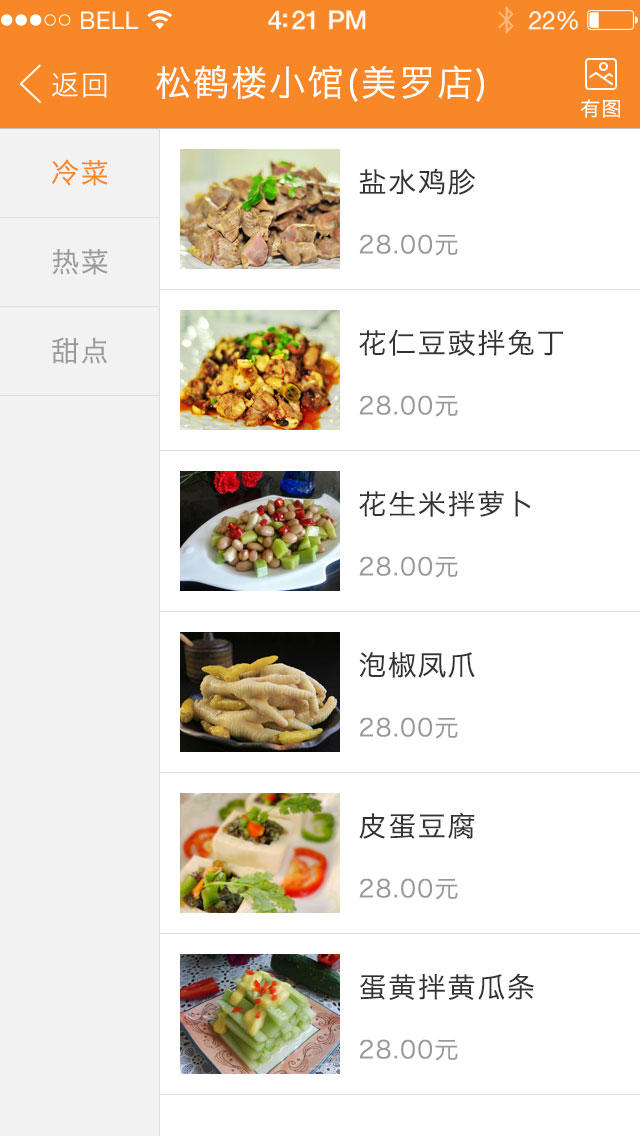 BELL 4:21 PM 22%
返回 松鹤楼小馆(美罗店) 有图
冷菜
热菜
甜点
盐水鸡胗
28.00元
花仁豆豉拌兔丁
28.00元
花生米拌萝卜
28.00元
泡椒凤爪
28.00元
皮蛋豆腐
28.00元
蛋黄拌黄瓜条
28.00元